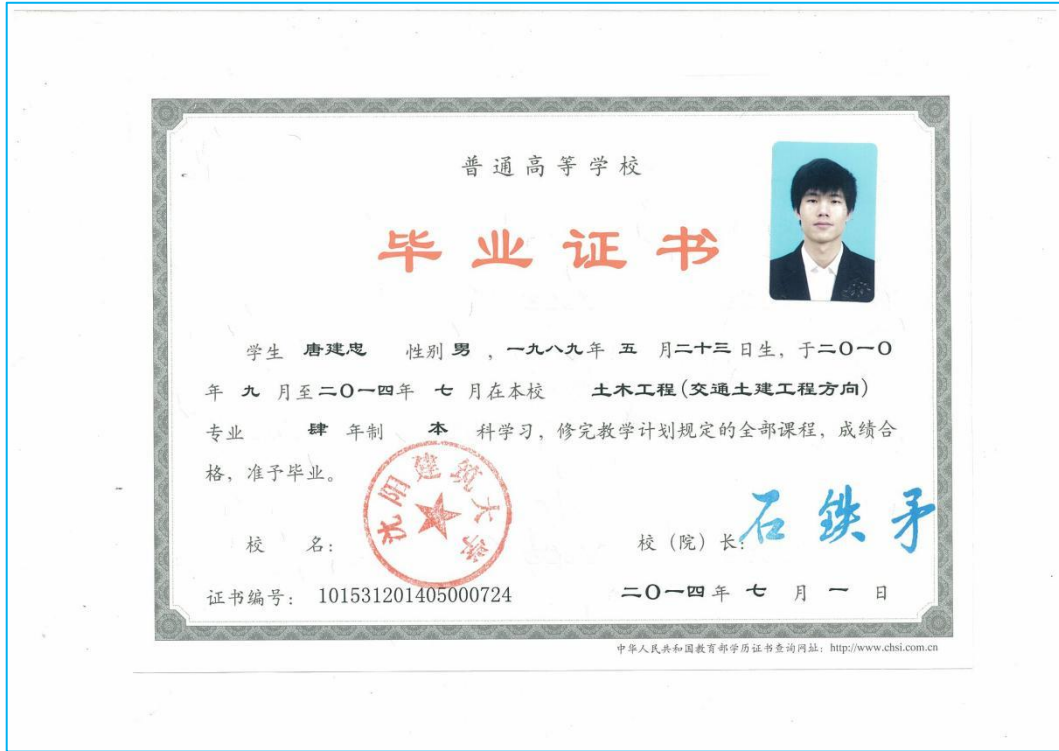 普通高等学校
毕业证书
学生 唐建忠 性别 男 ，一九八九年 五 月二十三日生，于二〇一〇
年 九 月至二〇一四年 七 月在本校 土木工程(交通土建工程方向)
专业 肆 年制 本 科学习，修完教学计划规定的全部课程，成绩合
格，准予毕业。
沈阳建筑大学
校 名： 校（院）长：石铁矛
证书编号： 101531201405000724 二〇一四年 七 月 一 日
中华人民共和国教育部学历证书查询网址：http://www.chsi.com.cn